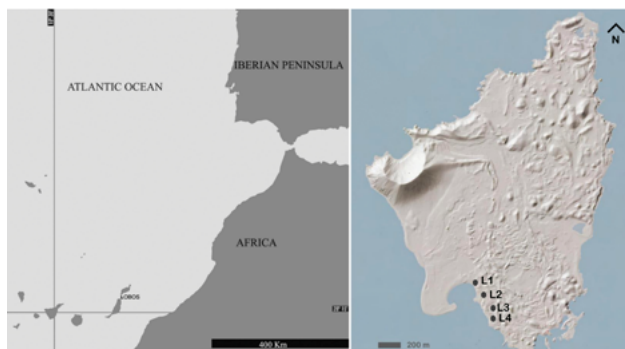 IBERIAN PENINSULA
ATLANTIC OCEAN
AFRICA
LOBOS
400 Km
N
L1
L2
L3
L4
200 m